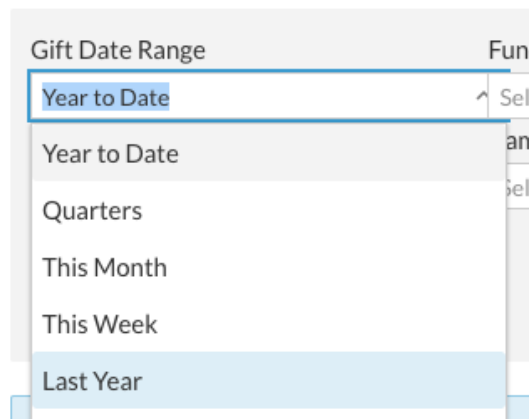 Gift Date Range
Year to Date
Year to Date
Quarters
This Month
This Week
Last Year